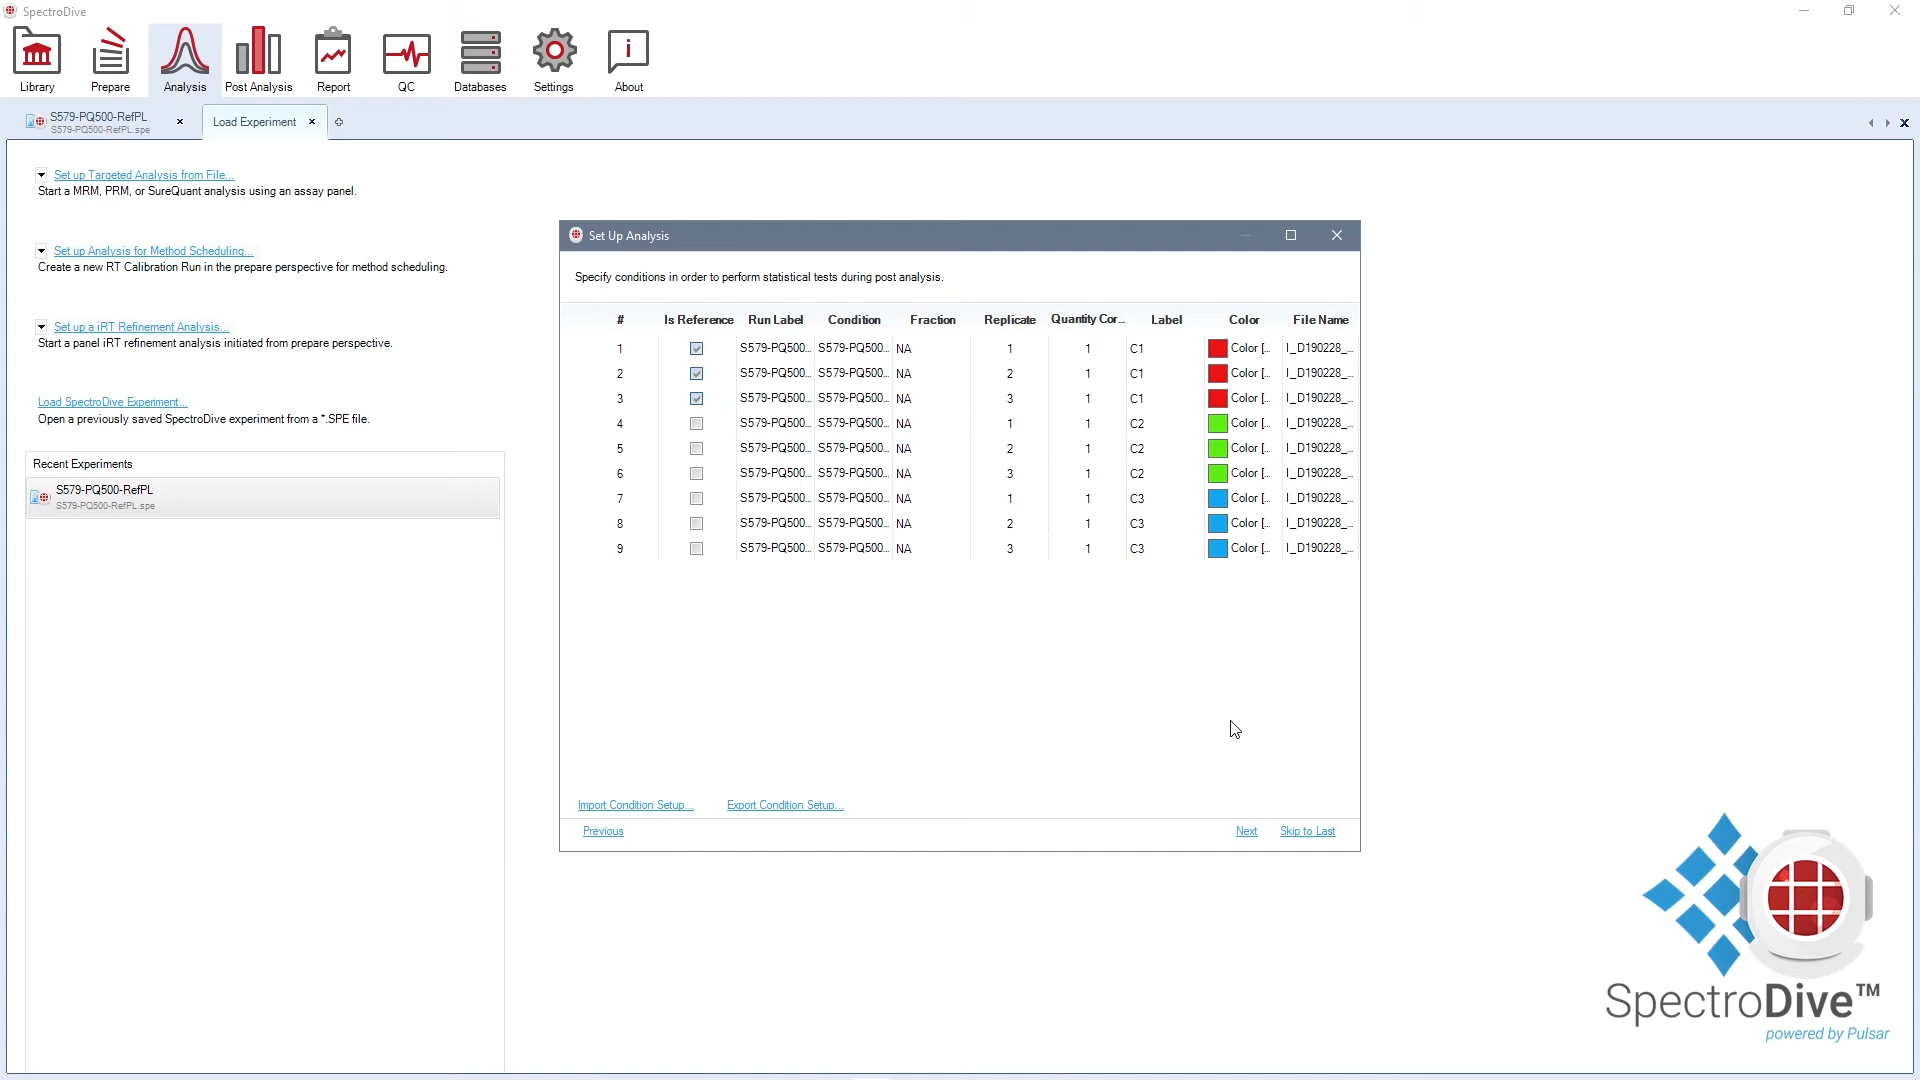 SpectroDive
Library
Prepare
Analysis
Post Analysis
Report
QC
Databases
Settings
About
S579-PQ500-RefPL
S579-PQ500-RefPL.spe
Load Experiment
Set up Targeted Analysis from File...
Start a MRM, PRM, or SureQuant analysis using an assay panel.
Set up Analysis for Method Scheduling...
Create a new RT Calibration Run in the prepare perspective for method scheduling.
Set up a iRT Refinement Analysis...
Start a panel iRT refinement analysis initiated from prepare perspective.
Load SpectroDive Experiment...
Open a previously saved SpectroDive experiment from a *.SPE file.
Recent Experiments
S579-PQ500-RefPL
S579-PQ500-RefPL.spe
Set Up Analysis
Specify conditions in order to perform statistical tests during post analysis.
# Is Reference Run Label Condition Fraction Replicate Quantity Cor... Label Color File Name
1 S579-PQ500... S579-PQ500... NA 1 1 C1 Color [... I_D190228_...
2 S579-PQ500... S579-PQ500... NA 2 1 C1 Color [... I_D190228_...
3 S579-PQ500... S579-PQ500... NA 3 1 C1 Color [... I_D190228_...
4 S579-PQ500... S579-PQ500... NA 1 1 C2 Color [... I_D190228_...
5 S579-PQ500... S579-PQ500... NA 2 1 C2 Color [... I_D190228_...
6 S579-PQ500... S579-PQ500... NA 3 1 C2 Color [... I_D190228_...
7 S579-PQ500... S579-PQ500... NA 1 1 C3 Color [... I_D190228_...
8 S579-PQ500... S579-PQ500... NA 2 1 C3 Color [... I_D190228_...
9 S579-PQ500... S579-PQ500... NA 3 1 C3 Color [... I_D190228_...
Import Condition Setup...
Export Condition Setup...
Previous
Next
Skip to Last
SpectroDive™
powered by Pulsar